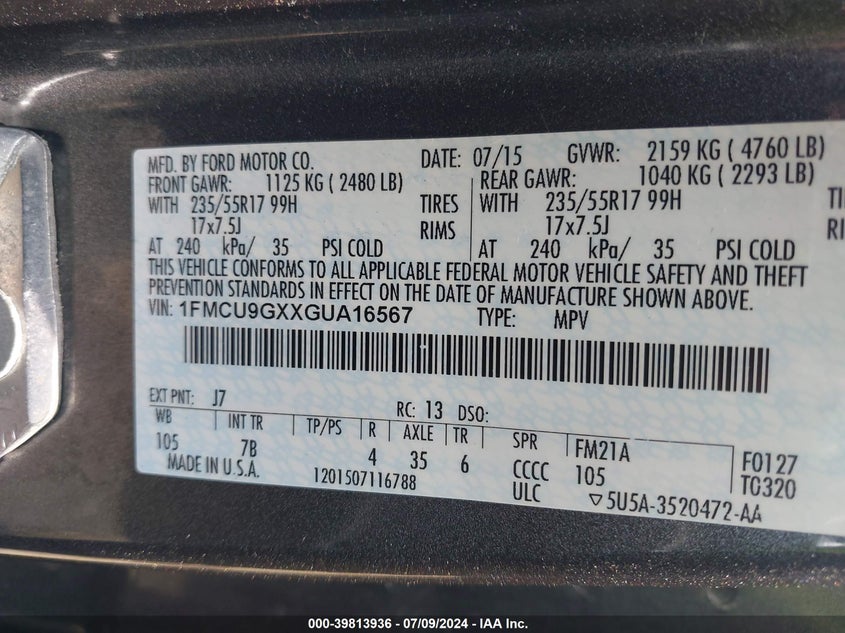 MFD. BY FORD MOTOR CO. DATE: 07/15 GVWR: 2159 KG ( 4760 LB)
FRONT GAWR: 1125 KG ( 2480 LB) REAR GAWR: 1040 KG ( 2293 LB)
WITH 235/55R17 99H TIRES WITH 235/55R17 99H
17x7.5J RIMS 17x7.5J
AT 240 kPa/ 35 PSI COLD AT 240 kPa/ 35 PSI COLD
THIS VEHICLE CONFORMS TO ALL APPLICABLE FEDERAL MOTOR VEHICLE SAFETY AND THEFT
PREVENTION STANDARDS IN EFFECT ON THE DATE OF MANUFACTURE SHOWN ABOVE.
VIN: 1FMCU9GXXGUA16567 TYPE: MPV
EXT PNT: J7 RC: 13 DSO:
WB INT TR TP/PS R AXLE TR SPR FM21A F0127
105 7B 4 35 6 CCCC 105 T0320
MADE IN U.S.A. 1201507116788 ULC ▽5U5A-3520472-AA
000-39813936 / 07/09/2024 / IAA Inc.